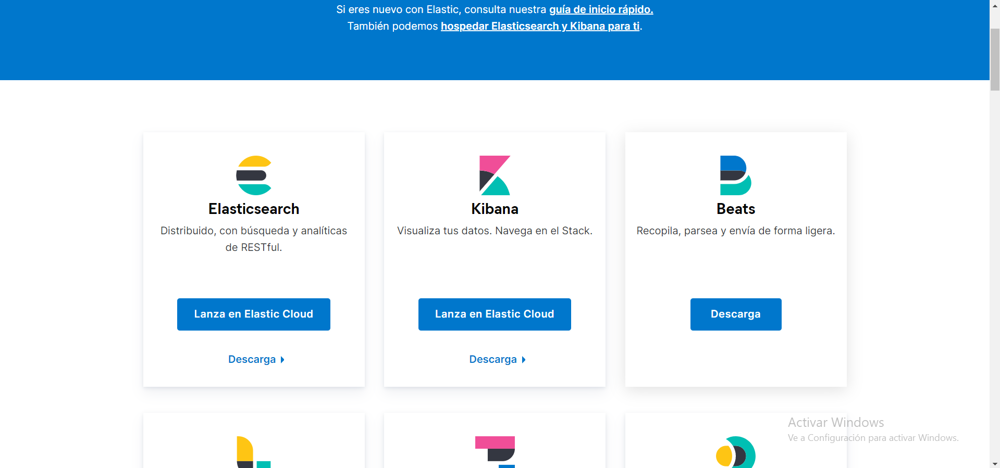 Si eres nuevo con Elastic, consulta nuestra guía de inicio rápido.
También podemos hospedar Elasticsearch y Kibana para ti.
Elasticsearch
Distribuido, con búsqueda y analíticas
de RESTful.
Lanza en Elastic Cloud
Descarga
Kibana
Visualiza tus datos. Navega en el Stack.
Lanza en Elastic Cloud
Descarga
Beats
Recopila, parsea y envía de forma ligera.
Descarga
Activar Windows
Ve a Configuración para activar Windows.